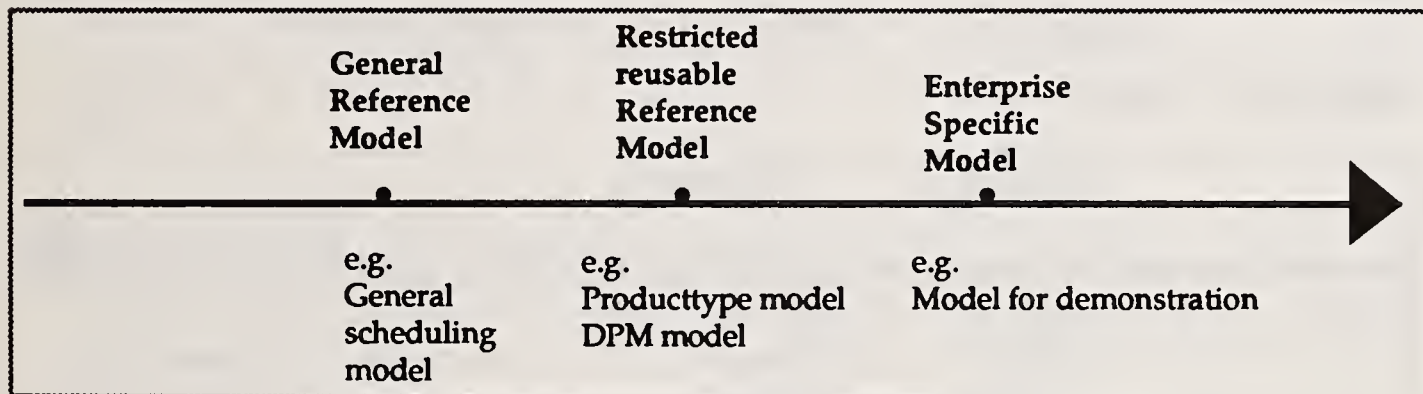 General
Reference
Model
Restricted
reusable
Reference
Model
Enterprise
Specific
Model
e.g.
General
scheduling
model
e.g.
Producttype model
DPM model
e.g.
Model for demonstration